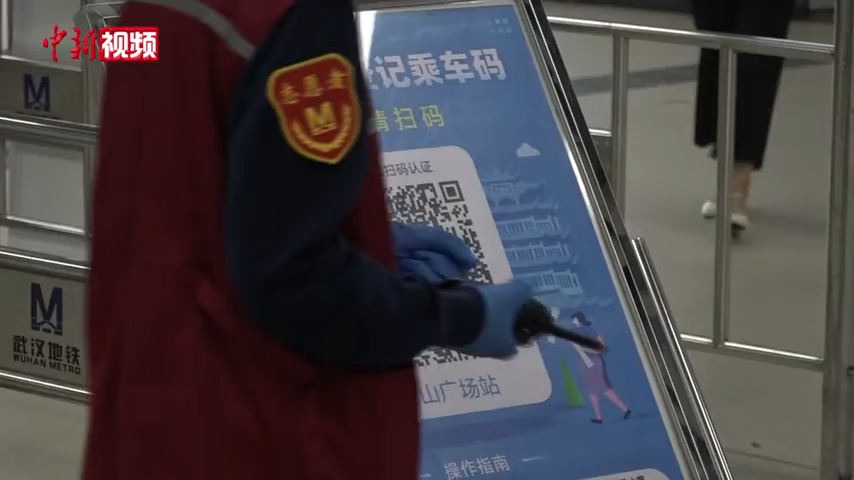 中新视频
志愿者
登记乘车码
请扫码
扫码认证
山广场站
操作指南
武汉地铁
WUHAN METRO